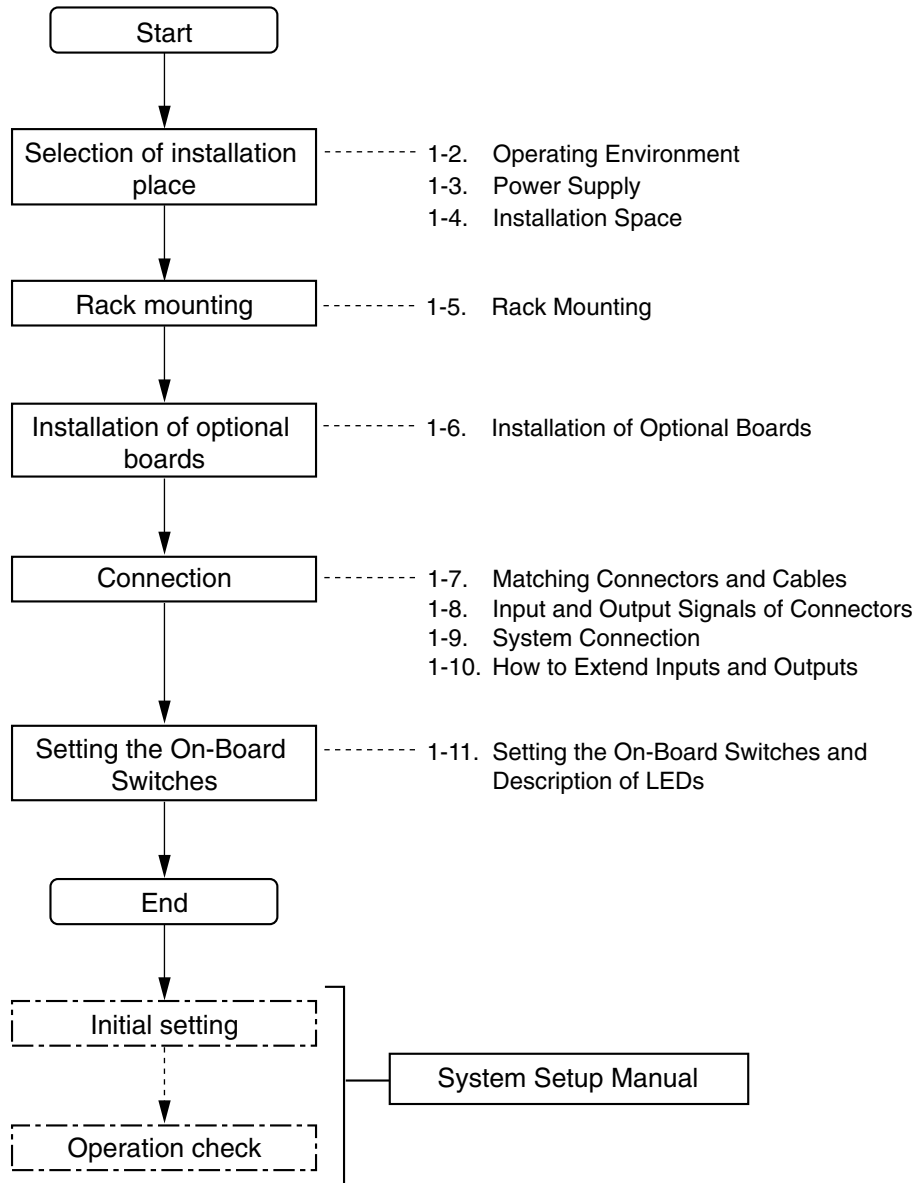 Start
Selection of installation
place
1-2. Operating Environment
1-3. Power Supply
1-4. Installation Space
Rack mounting
1-5. Rack Mounting
Installation of optional
boards
1-6. Installation of Optional Boards
Connection
1-7. Matching Connectors and Cables
1-8. Input and Output Signals of Connectors
1-9. System Connection
1-10. How to Extend Inputs and Outputs
Setting the On-Board
Switches
1-11. Setting the On-Board Switches and
Description of LEDs
End
Initial setting
System Setup Manual
Operation check